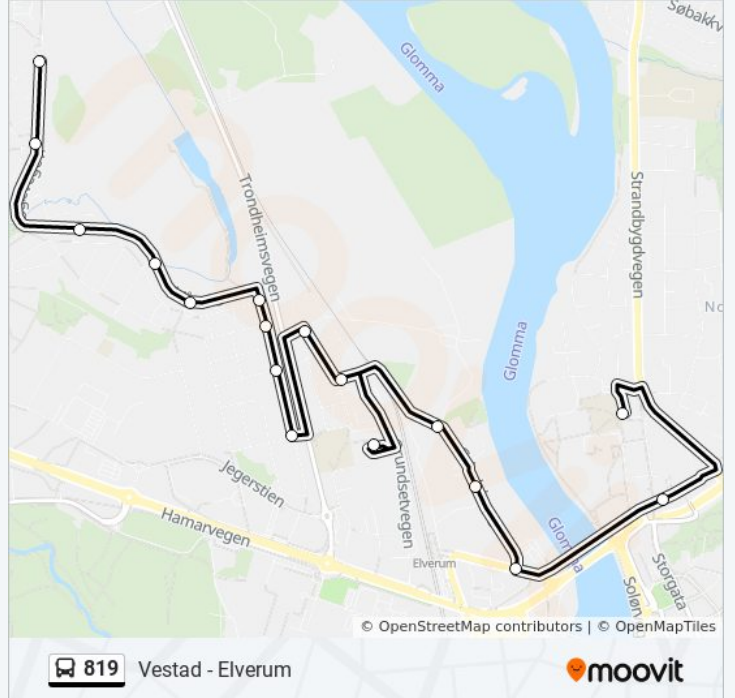 Søbakkv
Glomma
Trondheimsvegen
Strandbygdvegen
No
Glomma
undsetvegen
Jegerstien
Hamarvegen
Glomma
Elverum
Storgata
Soløn
© OpenStreetMap contributors | © OpenMapTiles
819 Vestad - Elverum
moovit